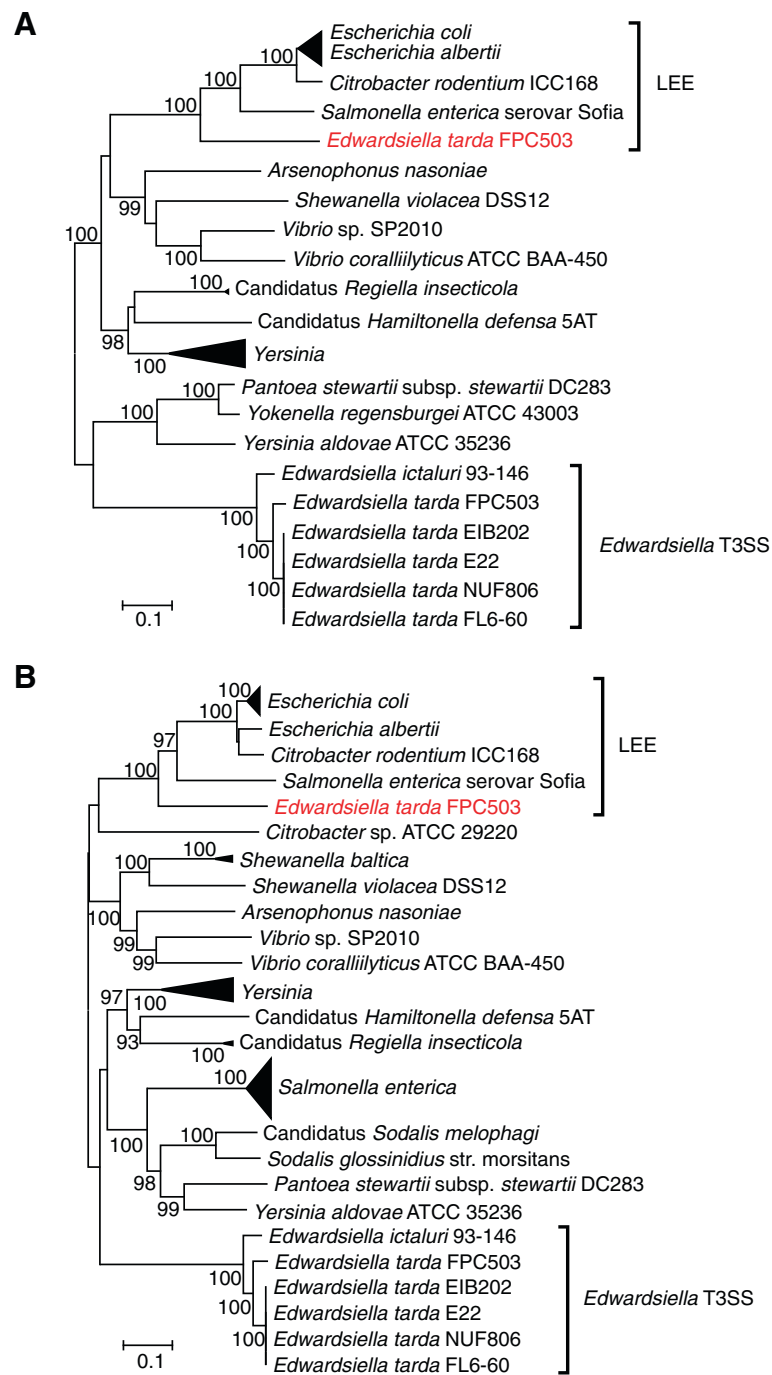 A
Escherichia coli
Escherichia albertii
100
100
Citrobacter rodentium ICC168
LEE
100
Salmonella enterica serovar Sofia
Edwardsiella tarda FPC503
Arsenophonus nasoniae
99
Shewanella violacea DSS12
100
Vibrio sp. SP2010
100
Vibrio coralliilyticus ATCC BAA-450
100
Candidatus Regiella insecticola
Candidatus Hamiltonella defensa 5AT
98
100
Yersinia
100
Pantoea stewartii subsp. stewartii DC283
100
Yokenella regensburgei ATCC 43003
Yersinia aldovae ATCC 35236
Edwardsiella ictaluri 93-146
100
Edwardsiella tarda FPC503
Edwardsiella tarda EIB202
100
Edwardsiella T3SS
Edwardsiella tarda E22
100
Edwardsiella tarda NUF806
0.1
Edwardsiella tarda FL6-60
B
100
Escherichia coli
100
Escherichia albertii
97
Citrobacter rodentium ICC168
LEE
100
Salmonella enterica serovar Sofia
Edwardsiella tarda FPC503
Citrobacter sp. ATCC 29220
100
Shewanella baltica
100
Shewanella violacea DSS12
100
Arsenophonus nasoniae
99
Vibrio sp. SP2010
99
Vibrio coralliilyticus ATCC BAA-450
97
100
Yersinia
Candidatus Hamiltonella defensa 5AT
93
100
Candidatus Regiella insecticola
100
Salmonella enterica
100
100
Candidatus Sodalis melophagi
Sodalis glossinidius str. morsitans
98
Pantoea stewartii subsp. stewartii DC283
99
Yersinia aldovae ATCC 35236
Edwardsiella ictaluri 93-146
100
Edwardsiella tarda FPC503
Edwardsiella tarda EIB202
100
Edwardsiella T3SS
Edwardsiella tarda E22
100
Edwardsiella tarda NUF806
0.1
Edwardsiella tarda FL6-60